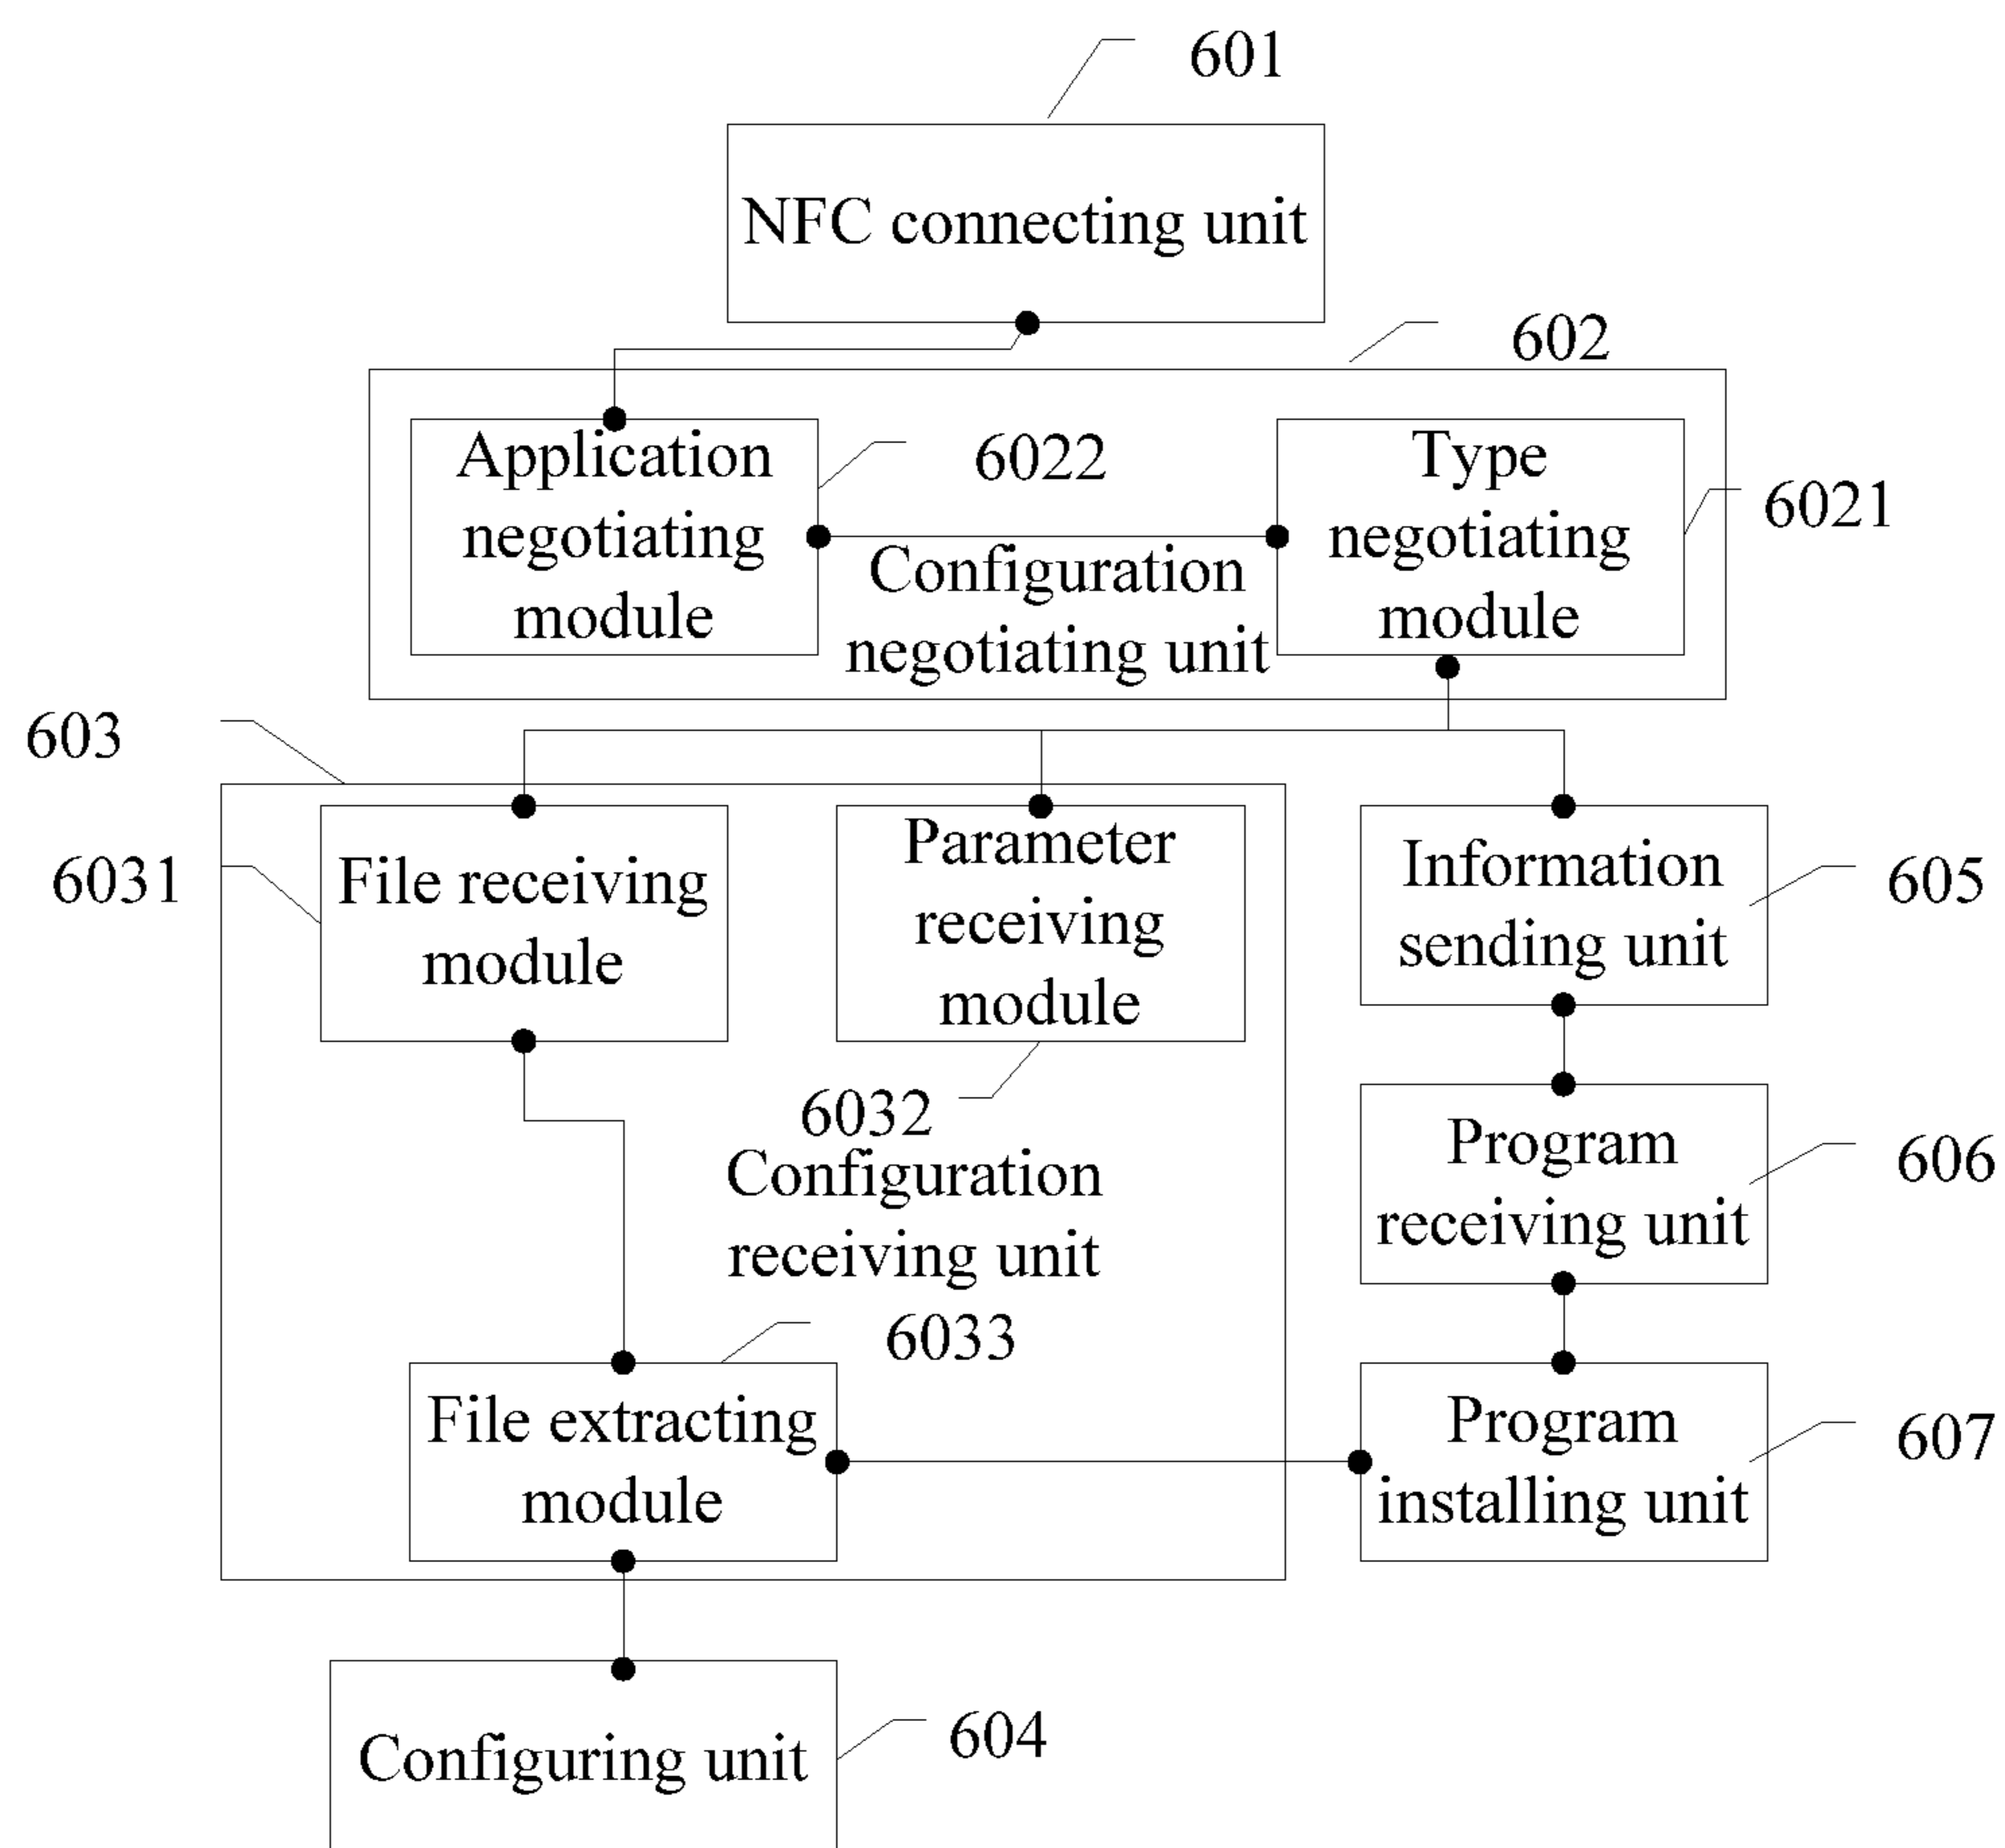 601
NFC connecting unit
602
Application
negotiating
module
6022
Configuration
negotiating unit
Type
negotiating
module
6021
603
6031
File receiving
module
Parameter
receiving
module
6032
Information
sending unit
605
Configuration
receiving unit
Program
receiving unit
606
6033
File extracting
module
Program
installing unit
607
Configuring unit
604